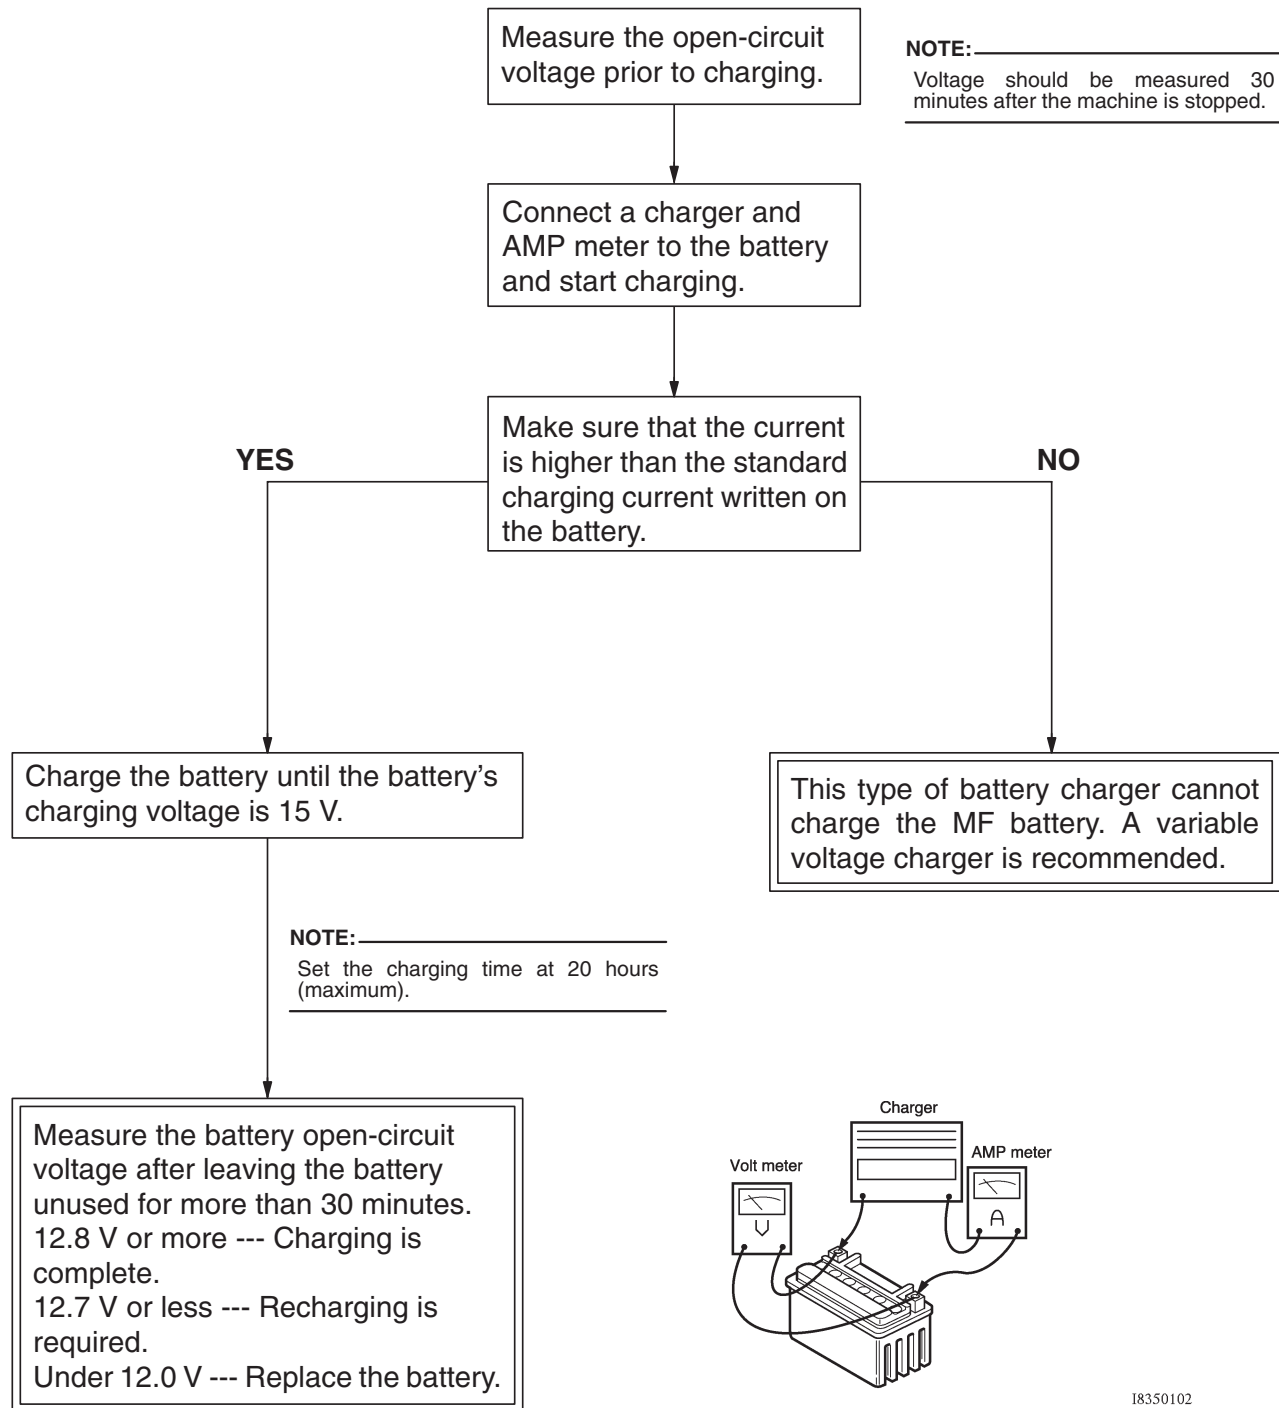 Measure the open-circuit
voltage prior to charging.
NOTE:
Voltage should be measured 30
minutes after the machine is stopped.
Connect a charger and
AMP meter to the battery
and start charging.
Make sure that the current
is higher than the standard
charging current written on
the battery.
YES
NO
Charge the battery until the battery's
charging voltage is 15 V.
This type of battery charger cannot
charge the MF battery. A variable
voltage charger is recommended.
NOTE:
Set the charging time at 20 hours
(maximum).
Measure the battery open-circuit
voltage after leaving the battery
unused for more than 30 minutes.
12.8 V or more --- Charging is
complete.
12.7 V or less --- Recharging is
required.
Under 12.0 V --- Replace the battery.
Charger
Volt meter
AMP meter
V
A
I8350102